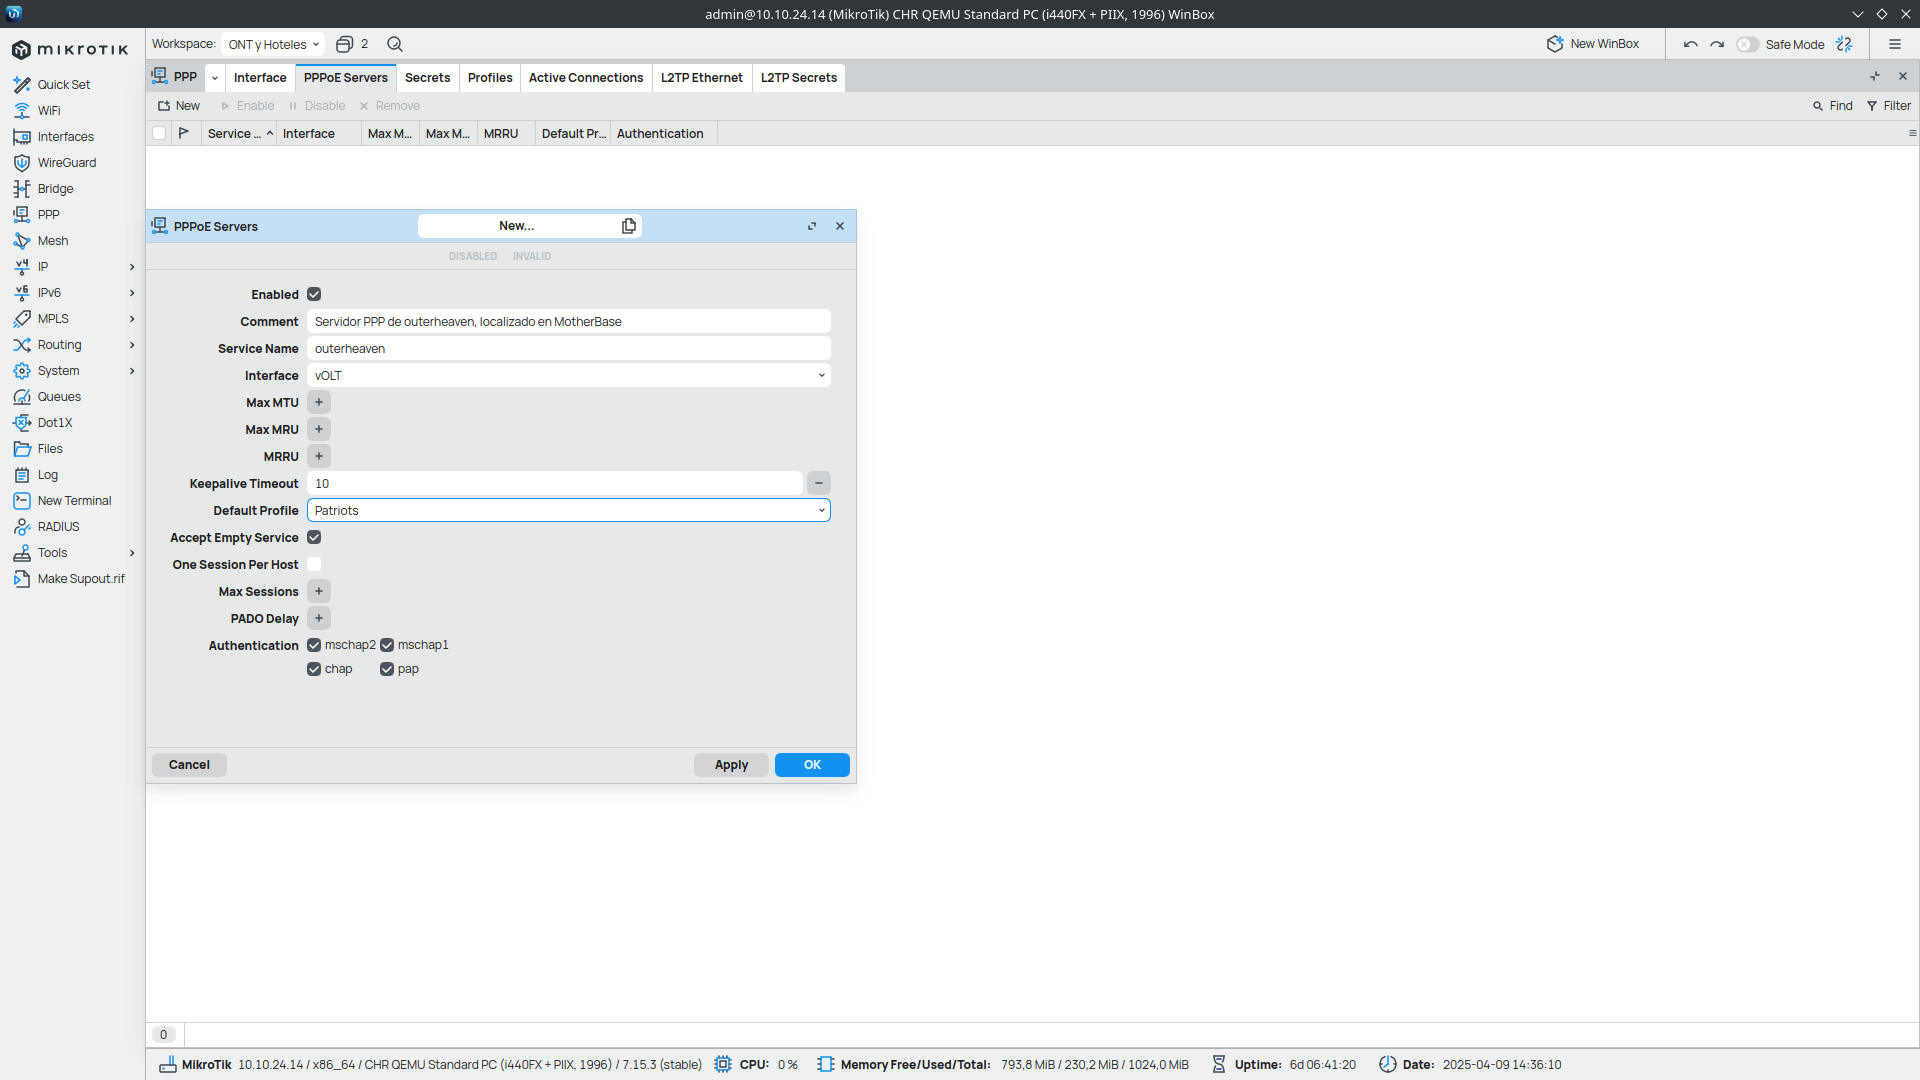 admin@10.10.24.14 (MikroTik) CHR QEMU Standard PC (i440FX + PIIX, 1996) WinBox
MIKROTIK
Workspace: ONT y Hoteles 2 New WinBox Safe Mode
PPP Interface PPPoE Servers Secrets Profiles Active Connections L2TP Ethernet L2TP Secrets
New Enable Disable Remove Find Filter
Service ... Interface Max M... Max M... MRRU Default Pr... Authentication
Quick Set
WiFi
Interfaces
WireGuard
Bridge
PPP
Mesh
IP
IPv6
MPLS
Routing
System
Queues
Dot1X
Files
Log
New Terminal
RADIUS
Tools
Make Supout.rif
PPPoE Servers New...
DISABLED INVALID
Enabled
Comment Servidor PPP de outerheaven, localizado en MotherBase
Service Name outerheaven
Interface vOLT
Max MTU +
Max MRU +
MRRU +
Keepalive Timeout 10 −
Default Profile Patriots
Accept Empty Service
One Session Per Host
Max Sessions +
PADO Delay +
Authentication mschap2 mschap1
chap pap
Cancel Apply OK
0
MikroTik 10.10.24.14 / x86_64 / CHR QEMU Standard PC (i440FX + PIIX, 1996) / 7.15.3 (stable) CPU: 0 % Memory Free/Used/Total: 793,8 MiB / 230,2 MiB / 1024,0 MiB Uptime: 6d 06:41:20 Date: 2025-04-09 14:36:10